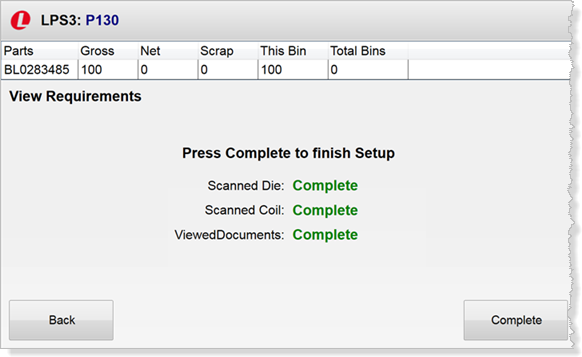 L LPS3: P130
Parts Gross Net Scrap This Bin Total Bins
BL0283485 100 0 0 100 0
View Requirements
Press Complete to finish Setup
Scanned Die: Complete
Scanned Coil: Complete
ViewedDocuments: Complete
Back Complete